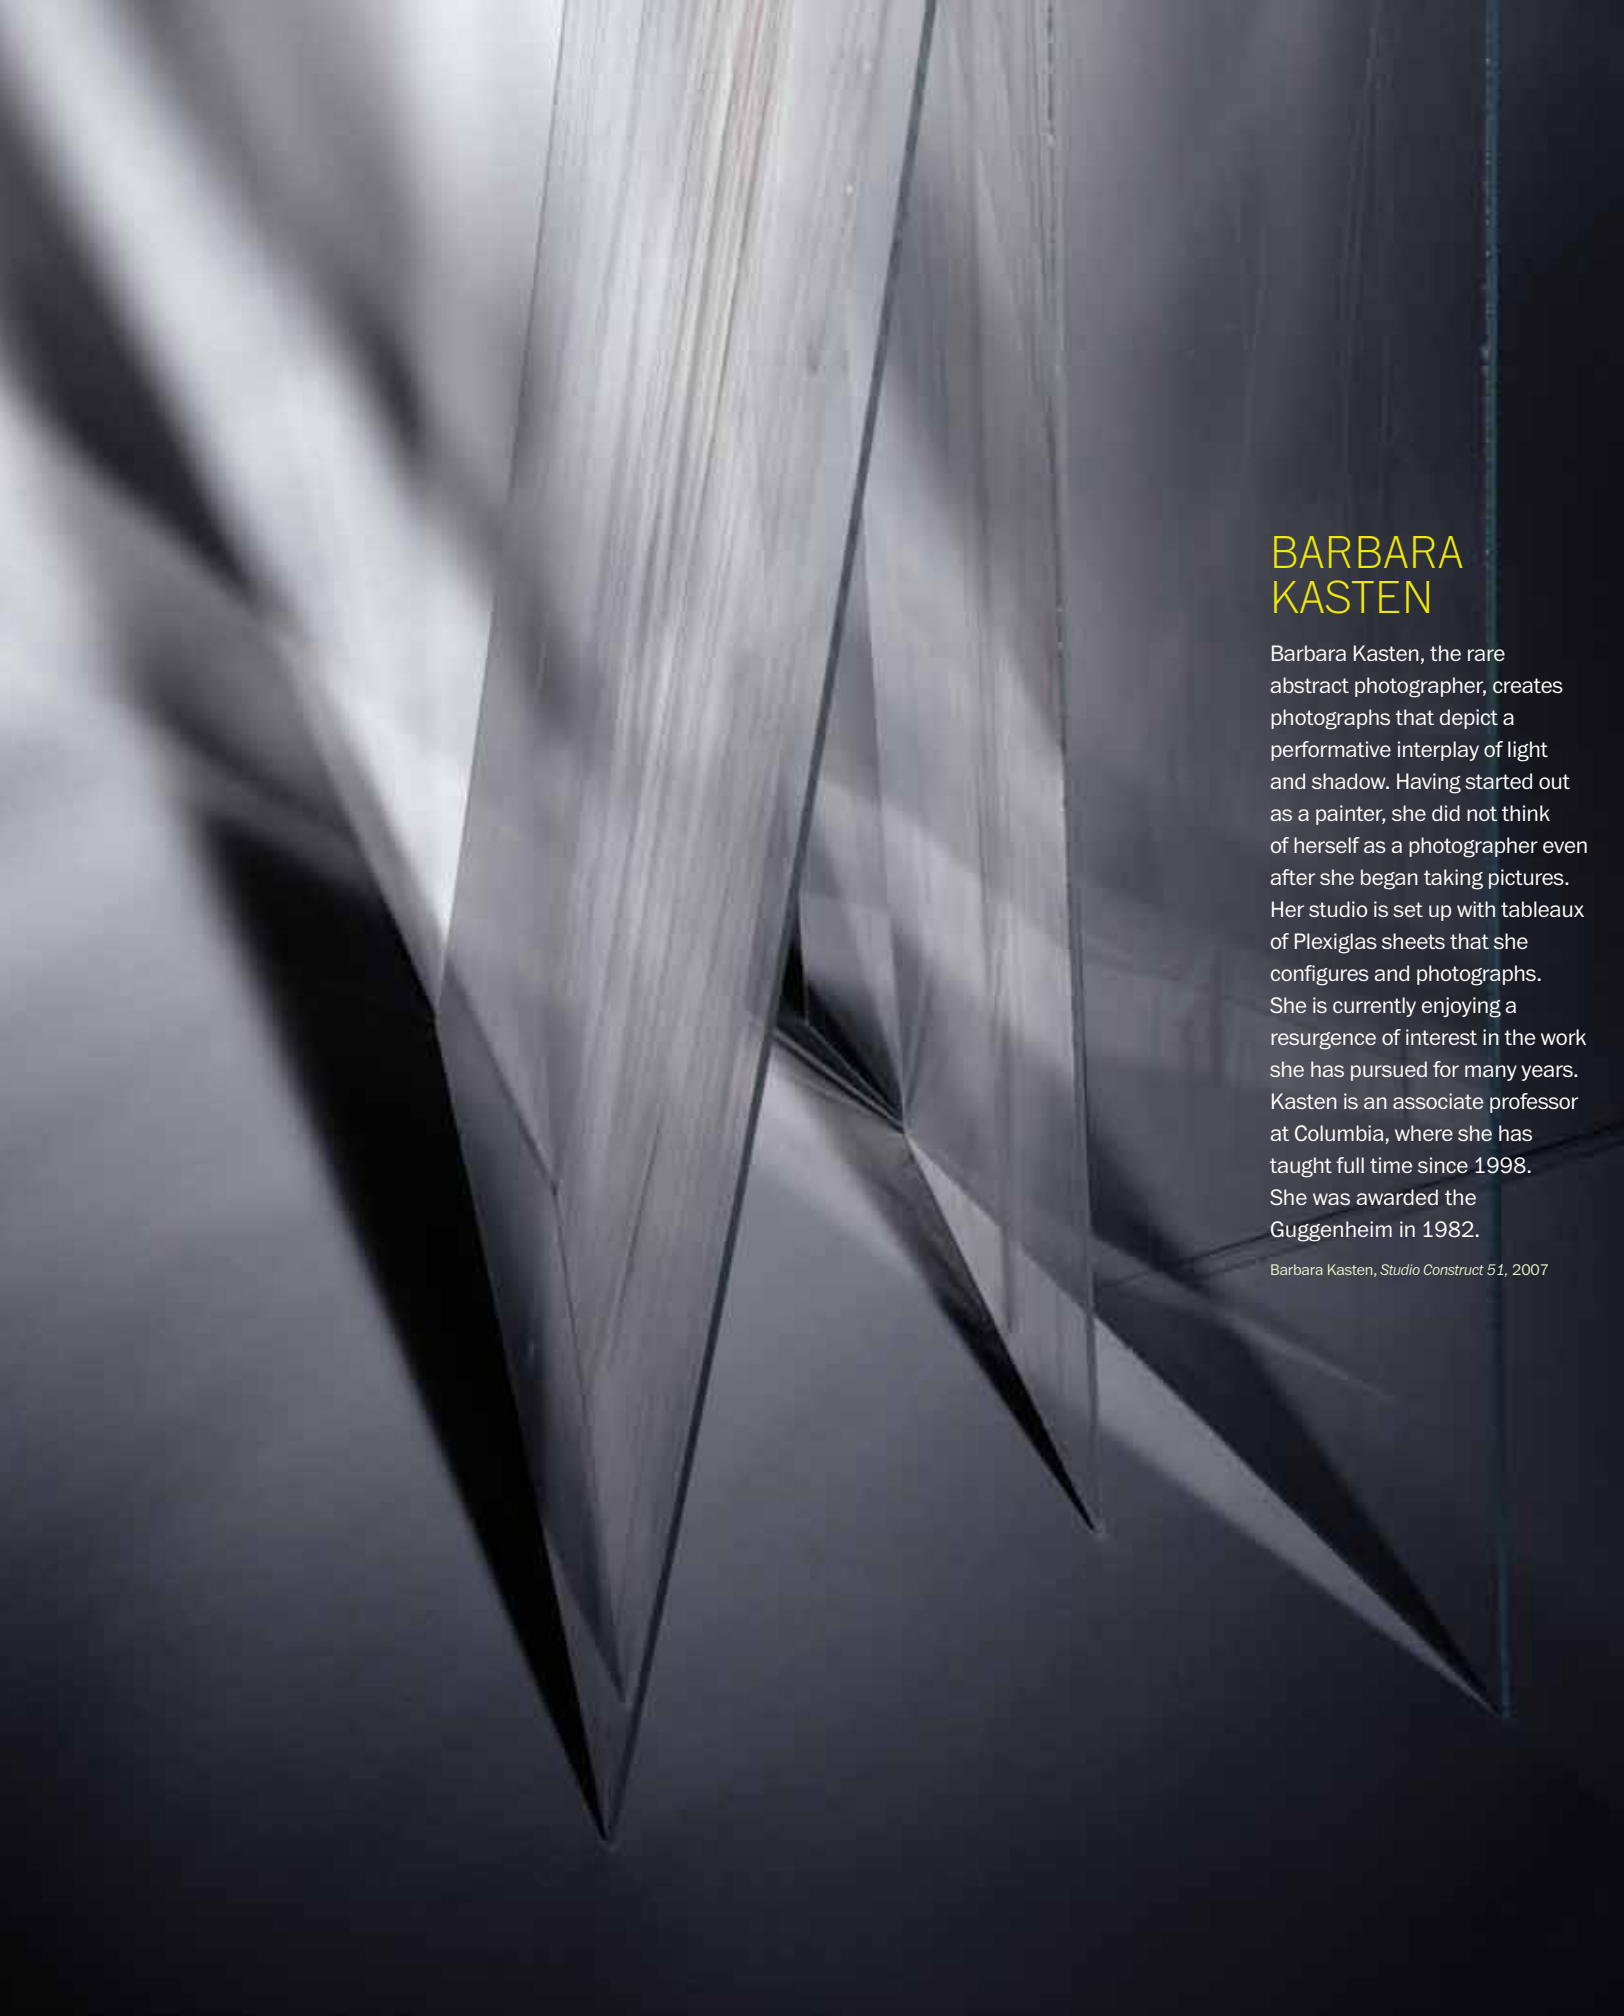 BARBARA
KASTEN
Barbara Kasten, the rare
abstract photographer, creates
photographs that depict a
performative interplay of light
and shadow. Having started out
as a painter, she did not think
of herself as a photographer even
after she began taking pictures.
Her studio is set up with tableaux
of Plexiglas sheets that she
configures and photographs.
She is currently enjoying a
resurgence of interest in the work
she has pursued for many years.
Kasten is an associate professor
at Columbia, where she has
taught full time since 1998.
She was awarded the
Guggenheim in 1982.
Barbara Kasten, Studio Construct 51, 2007